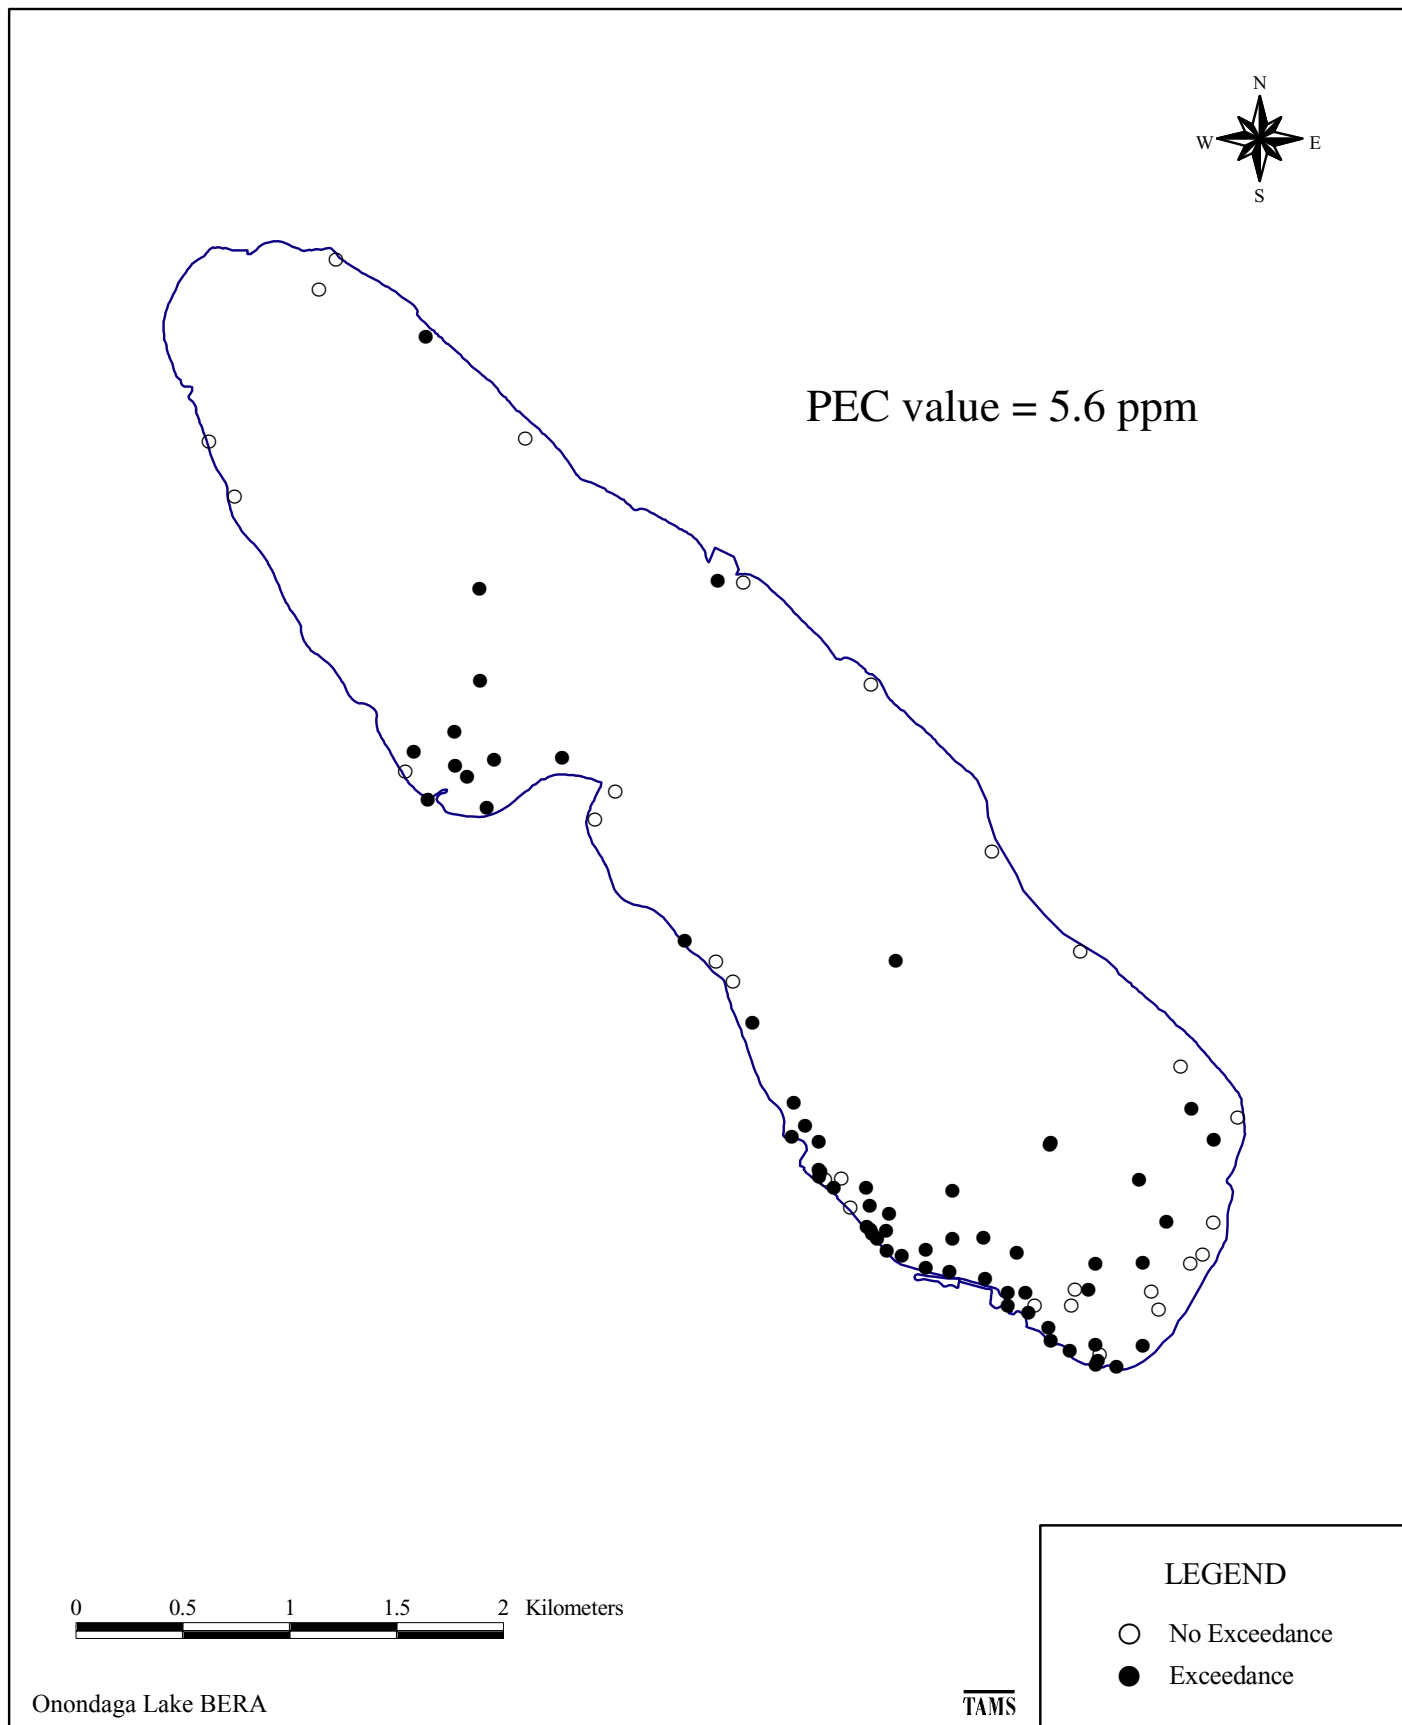 N
W E
S
PEC value = 5.6 ppm
LEGEND
No Exceedance
Exceedance
0 0.5 1 1.5 2 Kilometers
Onondaga Lake BERA
TAMS